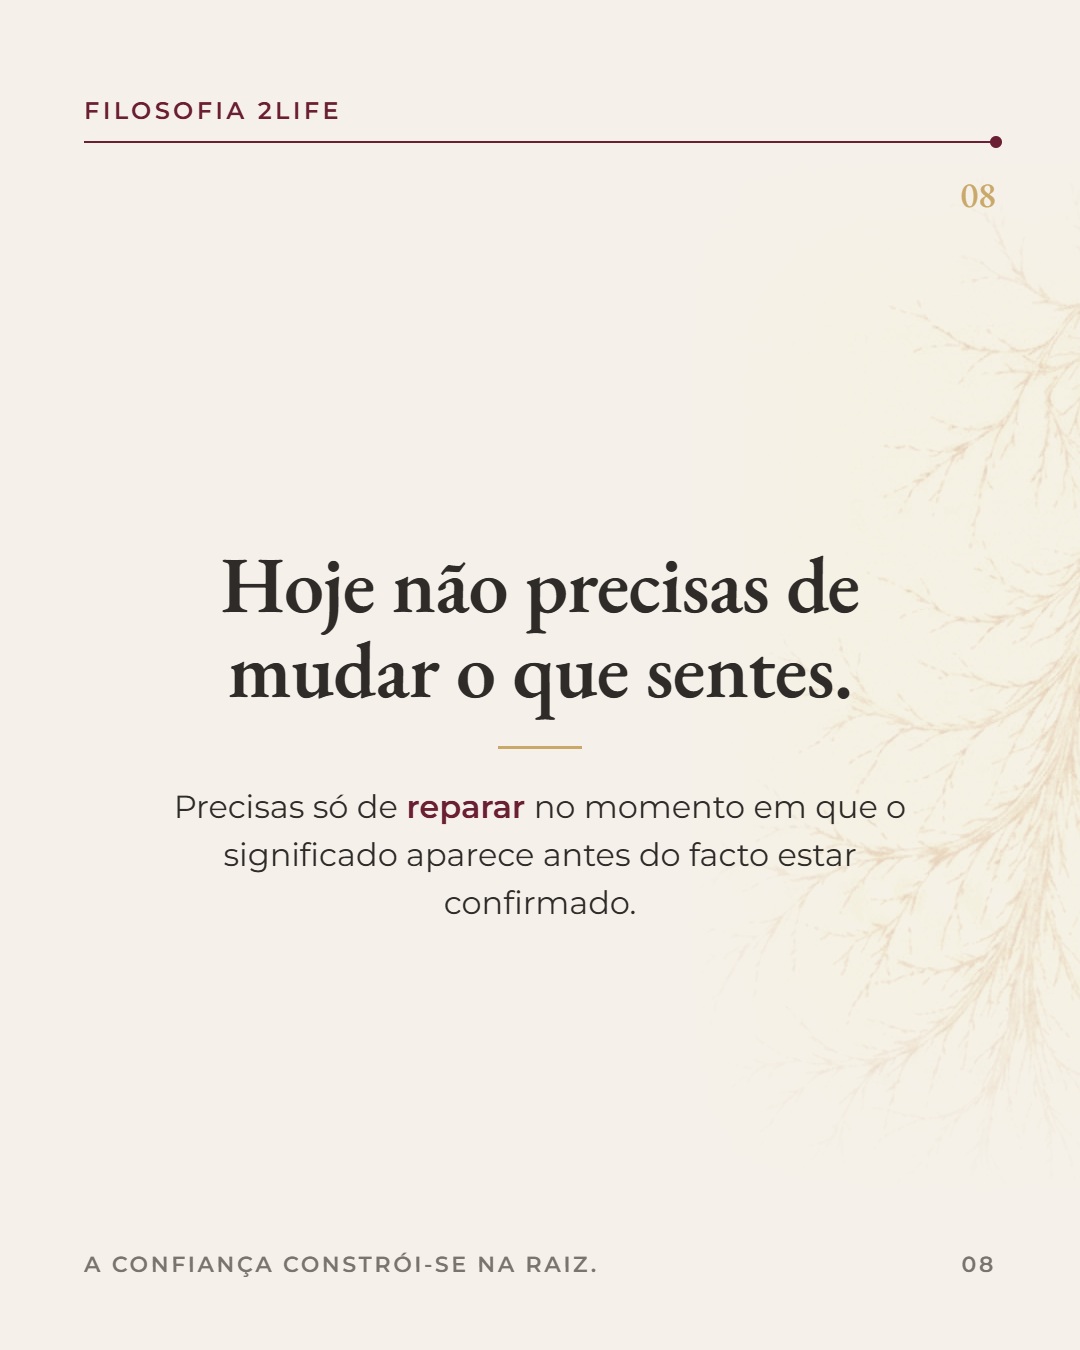 FILOSOFIA 2LIFE
08
Hoje não precisas de
mudar o que sentes.
Precisas só de reparar no momento em que o
significado aparece antes do facto estar
confirmado.
A CONFIANÇA CONSTRÓI-SE NA RAIZ.
08